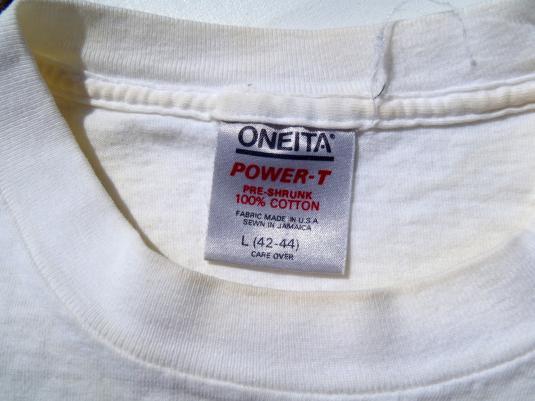 ONEITA®
POWER-T
PRE-SHRUNK
100% COTTON
FABRIC MADE IN U.S.A
SEWN IN JAMAICA
L (42-44)
CARE OVER